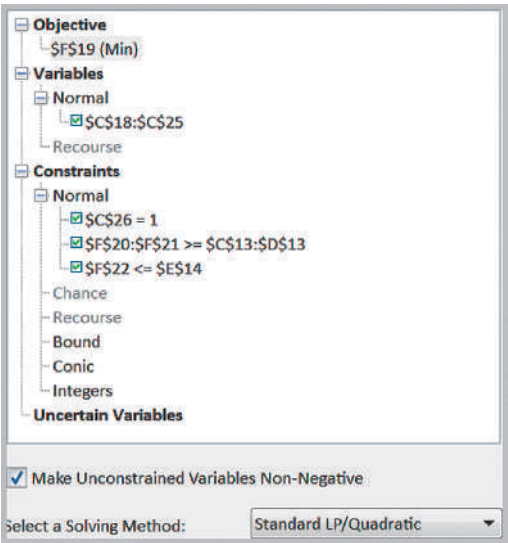 Objective
$F$19 (Min)
Variables
Normal
$C$18:$C$25
Recourse
Constraints
Normal
$C$26 = 1
$F$20:$F$21 >= $C$13:$D$13
$F$22 <= $E$14
Chance
Recourse
Bound
Conic
Integers
Uncertain Variables
Make Unconstrained Variables Non-Negative
Select a Solving Method: Standard LP/Quadratic